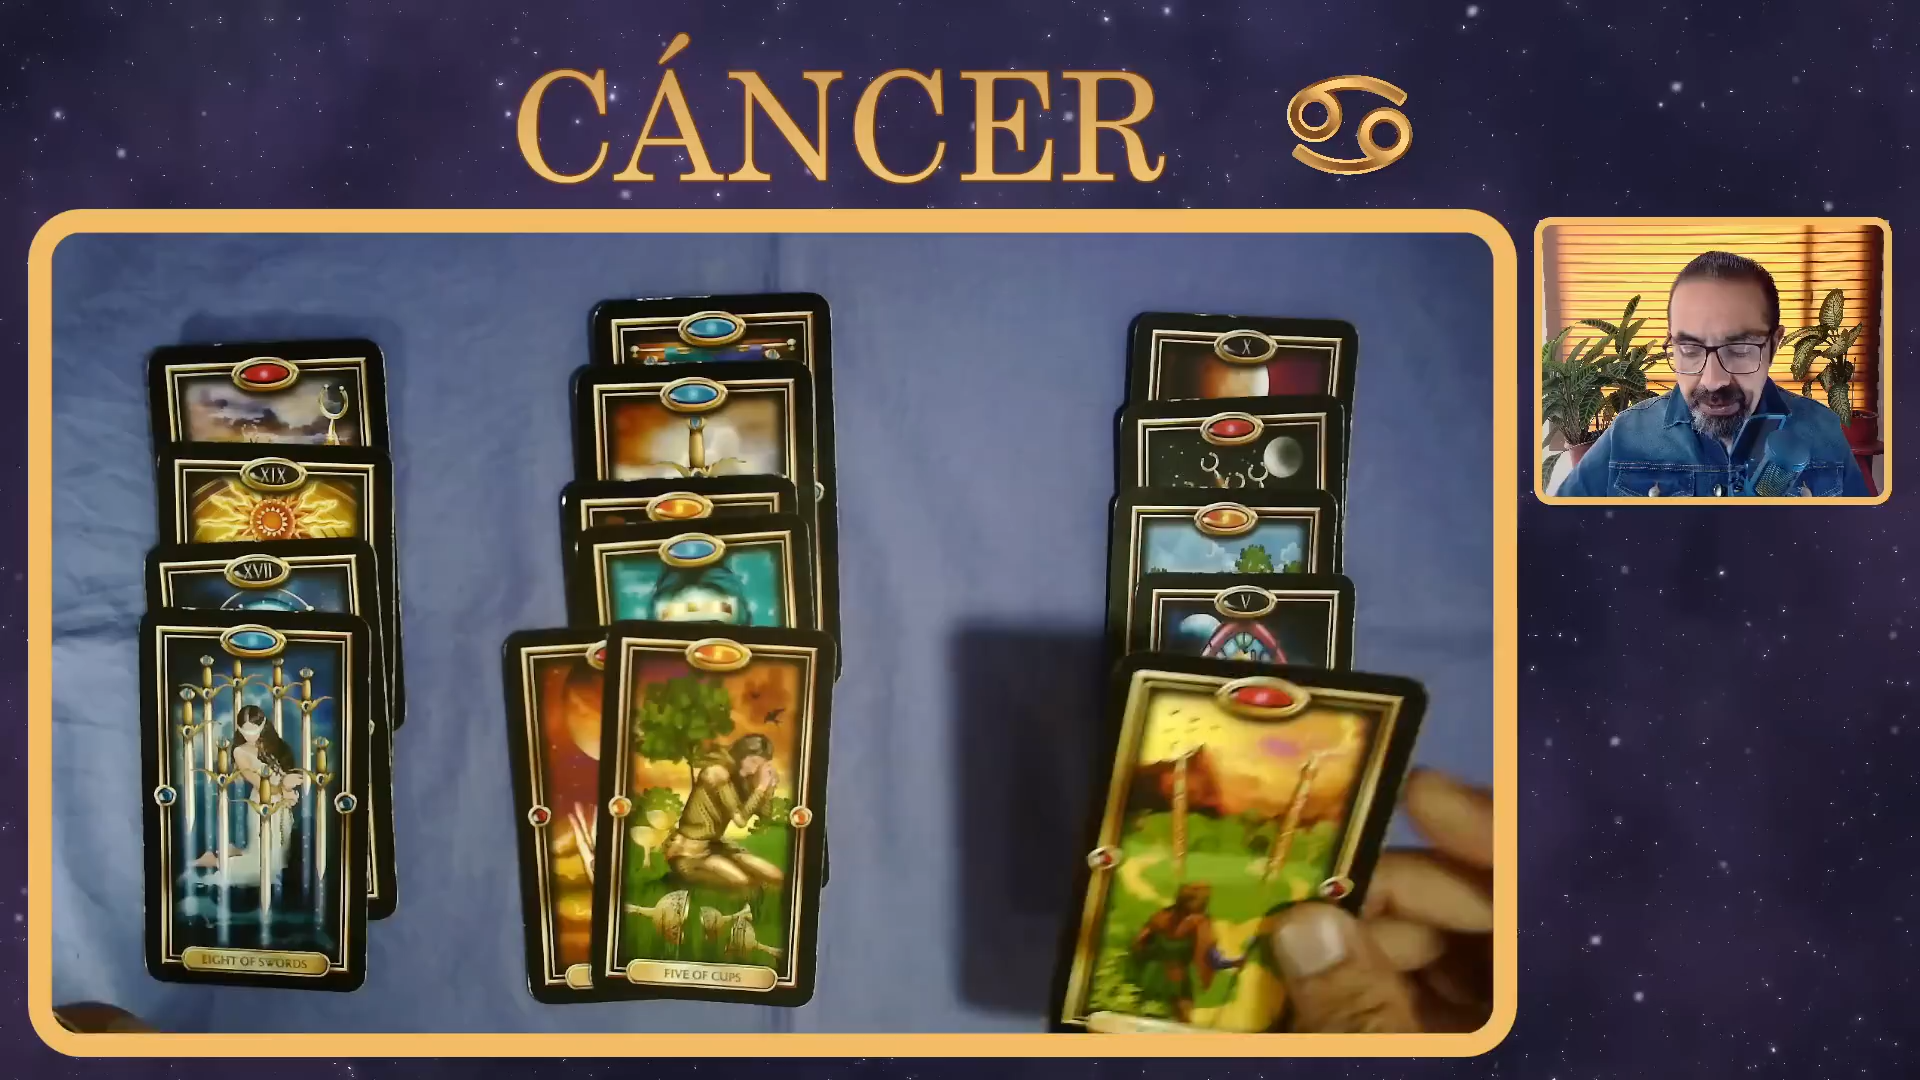 CÁNCER
X
XIX
XVII
V
EIGHT OF SWORDS
FIVE OF CUPS